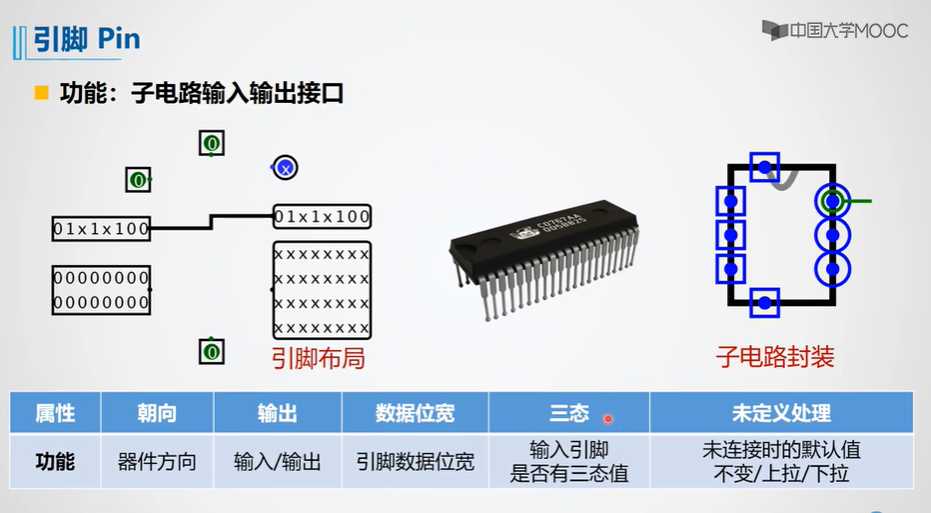 引脚 Pin
中国大学MOOC
功能：子电路输入输出接口
0
0
x
01x1x100
01x1x100
00000000
00000000
xxxxxxxx
xxxxxxxx
xxxxxxxx
xxxxxxxx
0
引脚布局
子电路封装
属性 朝向 输出 数据位宽 三态 未定义处理
功能 器件方向 输入/输出 引脚数据位宽 输入引脚 未连接时的默认值
是否有三态值 不变/上拉/下拉